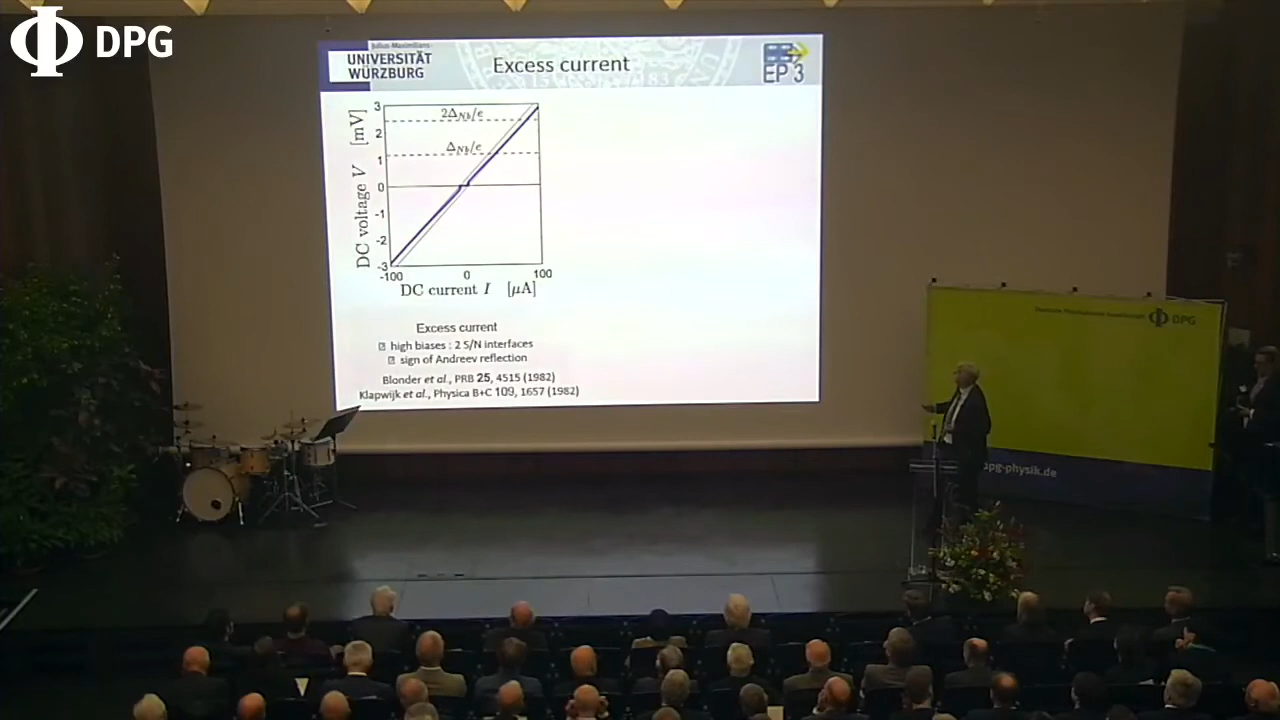 DPG
Julius-Maximilians-
UNIVERSITÄT
WÜRZBURG
Excess current
EP 3
3
2
1
0
-1
-2
-3
DC voltage V [mV]
2Δ_Nb/e
Δ_Nb/e
-100 0 100
DC current I [μA]
Excess current
high biases : 2 S/N interfaces
sign of Andreev reflection
Blonder et al., PRB 25, 4515 (1982)
Klapwijk et al., Physica B+C 109, 1657 (1982)
DPG
dpg-physik.de